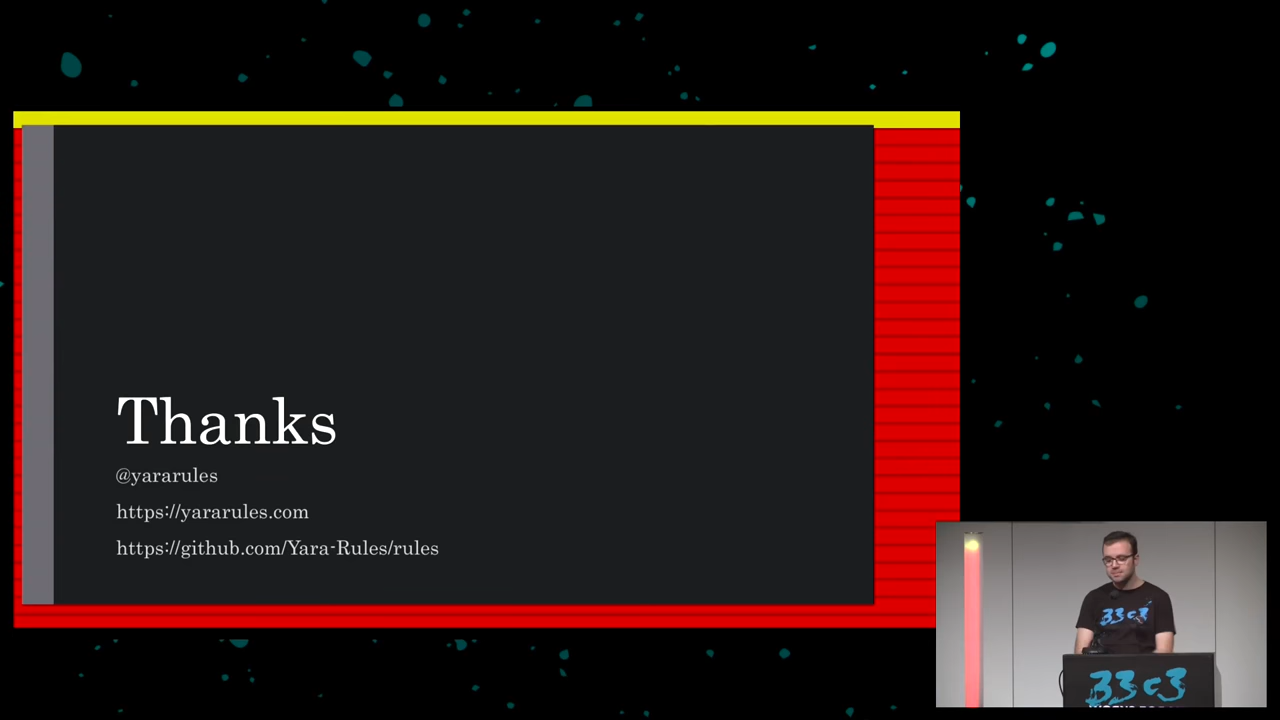 Thanks
@yararules
https://yararules.com
https://github.com/Yara-Rules/rules
33c3
33c3